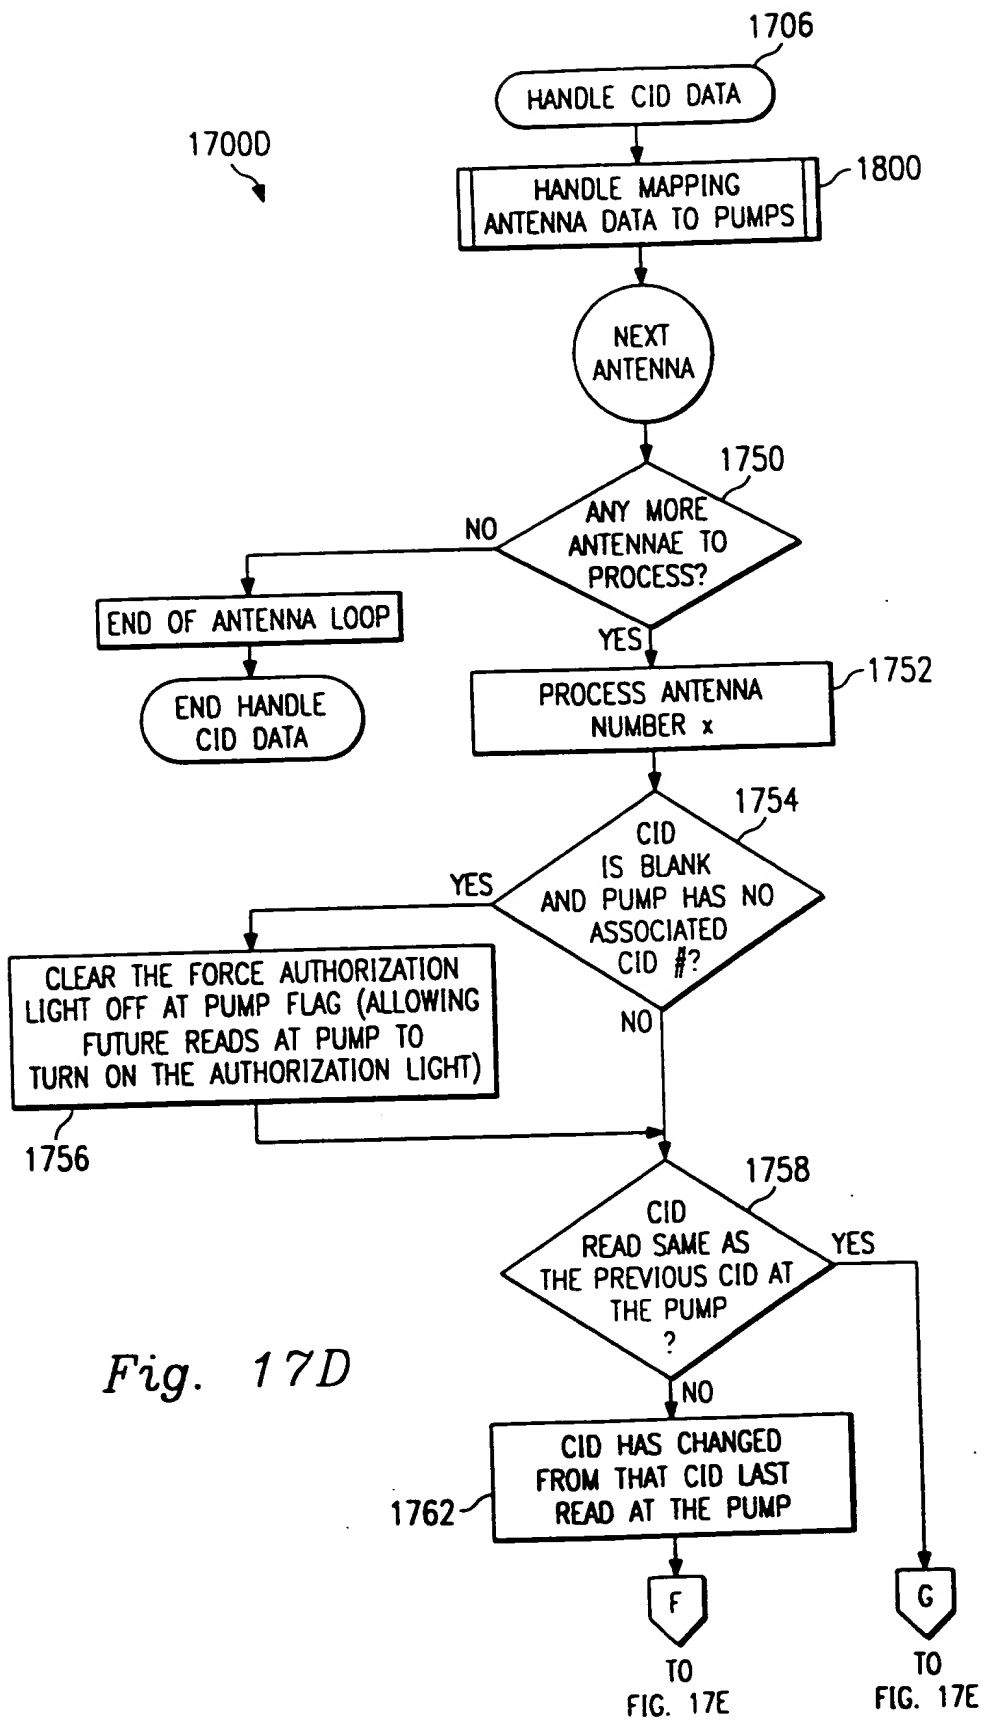 1706
HANDLE CID DATA
1700D
1800
HANDLE MAPPING
ANTENNA DATA TO PUMPS
NEXT
ANTENNA
1750
ANY MORE
ANTENNAE TO
PROCESS?
NO
END OF ANTENNA LOOP
END HANDLE
CID DATA
YES
1752
PROCESS ANTENNA
NUMBER x
1754
CID
IS BLANK
AND PUMP HAS NO
ASSOCIATED
CID #?
YES
CLEAR THE FORCE AUTHORIZATION
LIGHT OFF AT PUMP FLAG (ALLOWING
FUTURE READS AT PUMP TO
TURN ON THE AUTHORIZATION LIGHT)
1756
NO
1758
CID
READ SAME AS
THE PREVIOUS CID AT
THE PUMP
?
YES
NO
Fig. 17D
CID HAS CHANGED
FROM THAT CID LAST
READ AT THE PUMP
1762
F
TO
FIG. 17E
G
TO
FIG. 17E